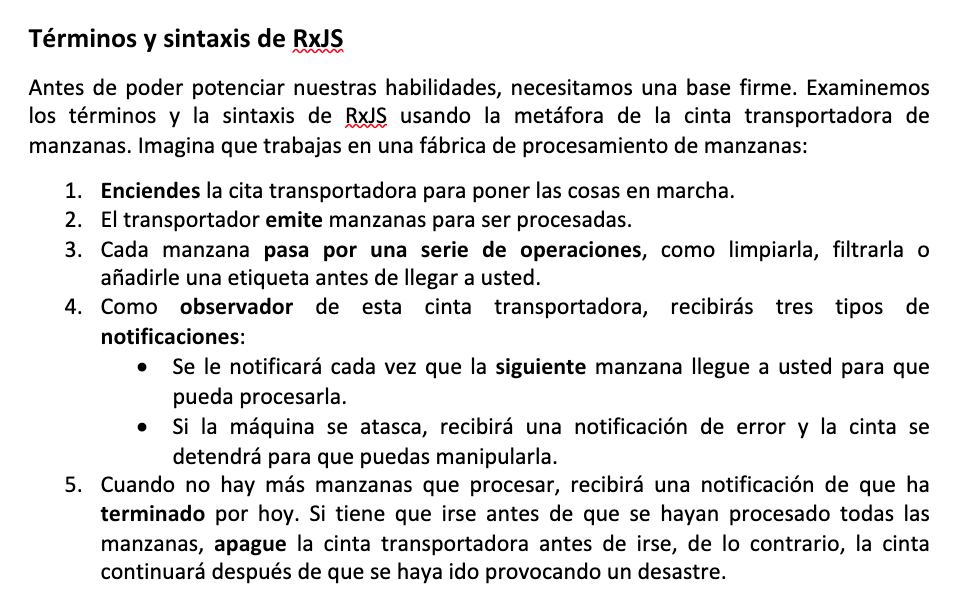 Términos y sintaxis de RxJS
Antes de poder potenciar nuestras habilidades, necesitamos una base firme. Examinemos
los términos y la sintaxis de RxJS usando la metáfora de la cinta transportadora de
manzanas. Imagina que trabajas en una fábrica de procesamiento de manzanas:
1. Enciendes la cita transportadora para poner las cosas en marcha.
2. El transportador emite manzanas para ser procesadas.
3. Cada manzana pasa por una serie de operaciones, como limpiarla, filtrarla o
añadirle una etiqueta antes de llegar a usted.
4. Como observador de esta cinta transportadora, recibirás tres tipos de
notificaciones:
• Se le notificará cada vez que la siguiente manzana llegue a usted para que
pueda procesarla.
• Si la máquina se atasca, recibirá una notificación de error y la cinta se
detendrá para que puedas manipularla.
5. Cuando no hay más manzanas que procesar, recibirá una notificación de que ha
terminado por hoy. Si tiene que irse antes de que se hayan procesado todas las
manzanas, apague la cinta transportadora antes de irse, de lo contrario, la cinta
continuará después de que se haya ido provocando un desastre.